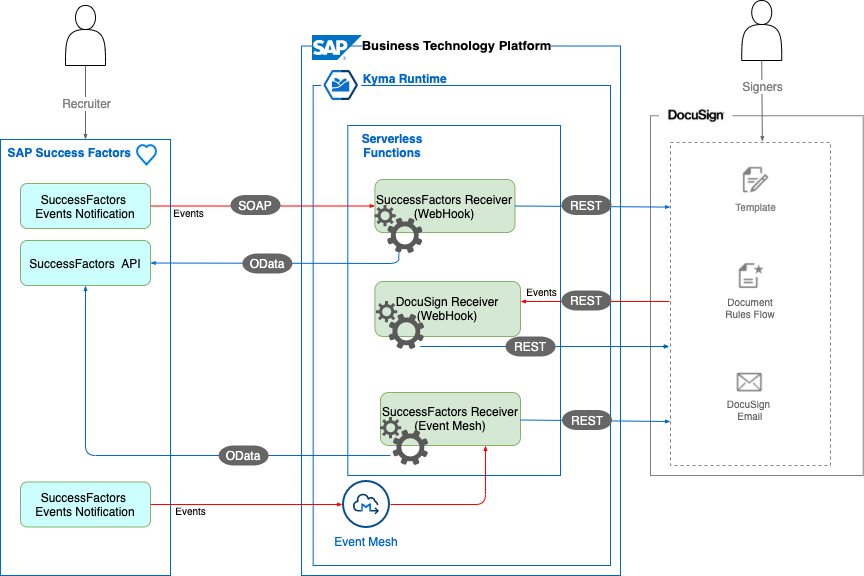 Recruiter
SAP Success Factors
SuccessFactors
Events Notification
SuccessFactors  API
SuccessFactors
Events Notification
Events
SOAP
OData
OData
Events
SAP
Business Technology Platform
Kyma Runtime
Serverless
Functions
SuccessFactors Receiver
(WebHook)
DocuSign Receiver
(WebHook)
SuccessFactors Receiver
(Event Mesh)
M
Event Mesh
REST
Events
REST
REST
REST
Signers
DocuSign
Template
Document
Rules Flow
DocuSign
Email